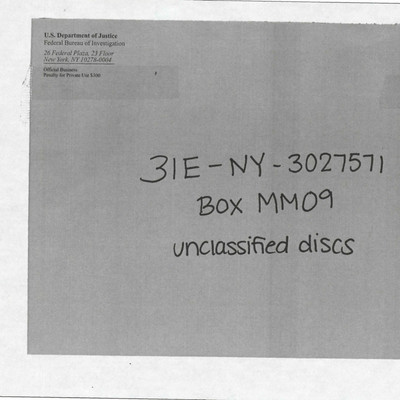 U.S. Department of Justice
Federal Bureau of Investigation
26 Federal Plaza, 23 Floor
New York, NY 10278-0004
Official Business
Penalty for Private Use $300
31E-NY-3027571
Box MM09
unclassified discs